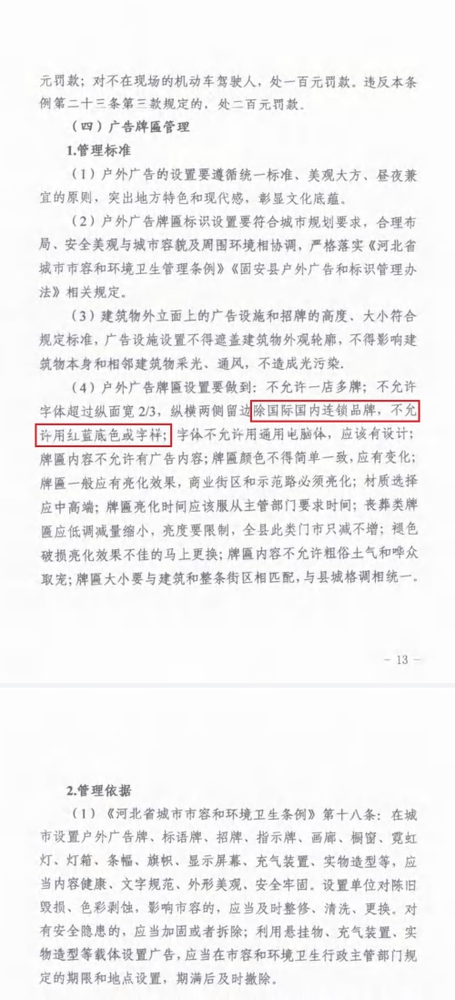 元罚款；对不在现场的机动车驾驶人，处一百元罚款。违反本条
例第二十三条第三款规定的，处二百元罚款。
（四）广告牌匾管理
1.管理标准
（1）户外广告的设置要遵循统一标准、美观大方、昼夜兼
宜的原则，突出地方特色和现代感，彰显文化底蕴。
（2）户外广告牌匾标识设置要符合城市规划要求，合理布
局、安全美观与城市容貌及周围环境相协调，严格落实《河北省
城市市容和环境卫生管理条例》《固安县户外广告和标识管理办
法》相关规定。
（3）建筑物外立面上的广告设施和招牌的高度、大小符合
规定标准，广告设施设置不得遮盖建筑物外观轮廓，不得影响建
筑物本身和相邻建筑物采光、通风，不造成光污染.
（4）户外广告牌匾设置要做到：不允许一店多牌；不允许
字体超过纵面宽 2/3，纵横两侧留边除国际国内连锁品牌，不允
许用红蓝底色或字样；字体不允许用通用电脑体，应该有设计；
牌匾内容不允许有广告内容；牌匾颜色不得简单一致，应有变化；
牌匾一般应有亮化效果，商业街区和示范路必须亮化；材质选择
应中高端；牌匾亮化时间应该服从主管部门要求时间；丧葬类牌
匾应低调减量缩小，亮度要限制，全县此类门市只减不增；褪色
破损亮化效果不佳的马上更换；牌匾内容不允许粗俗土气和哗众
取宠；牌匾大小要与建筑和整条街区相匹配，与县城格调相统一。
－ 13 －
2.管理依据
（1）《河北省城市市容和环境卫生条例》第十八条：在城
市设置户外广告牌、标语牌、招牌、指示牌、画廊、橱窗、霓虹
灯、灯箱、条幅、旗帜、显示屏幕、充气装置、实物造型等，应
当内容健康、文字规范、外形美观、安全牢固。设置单位对陈旧
毁损、色彩剥蚀，影响市容的，应当及时整修、清洗、更换。对
有安全隐患的，应当加固或者拆除；利用悬挂物、充气装置、实
物造型等载体设置广告，应当在市容和环境卫生行政主管部门规
定的期限和地点设置，期满后及时撤除。